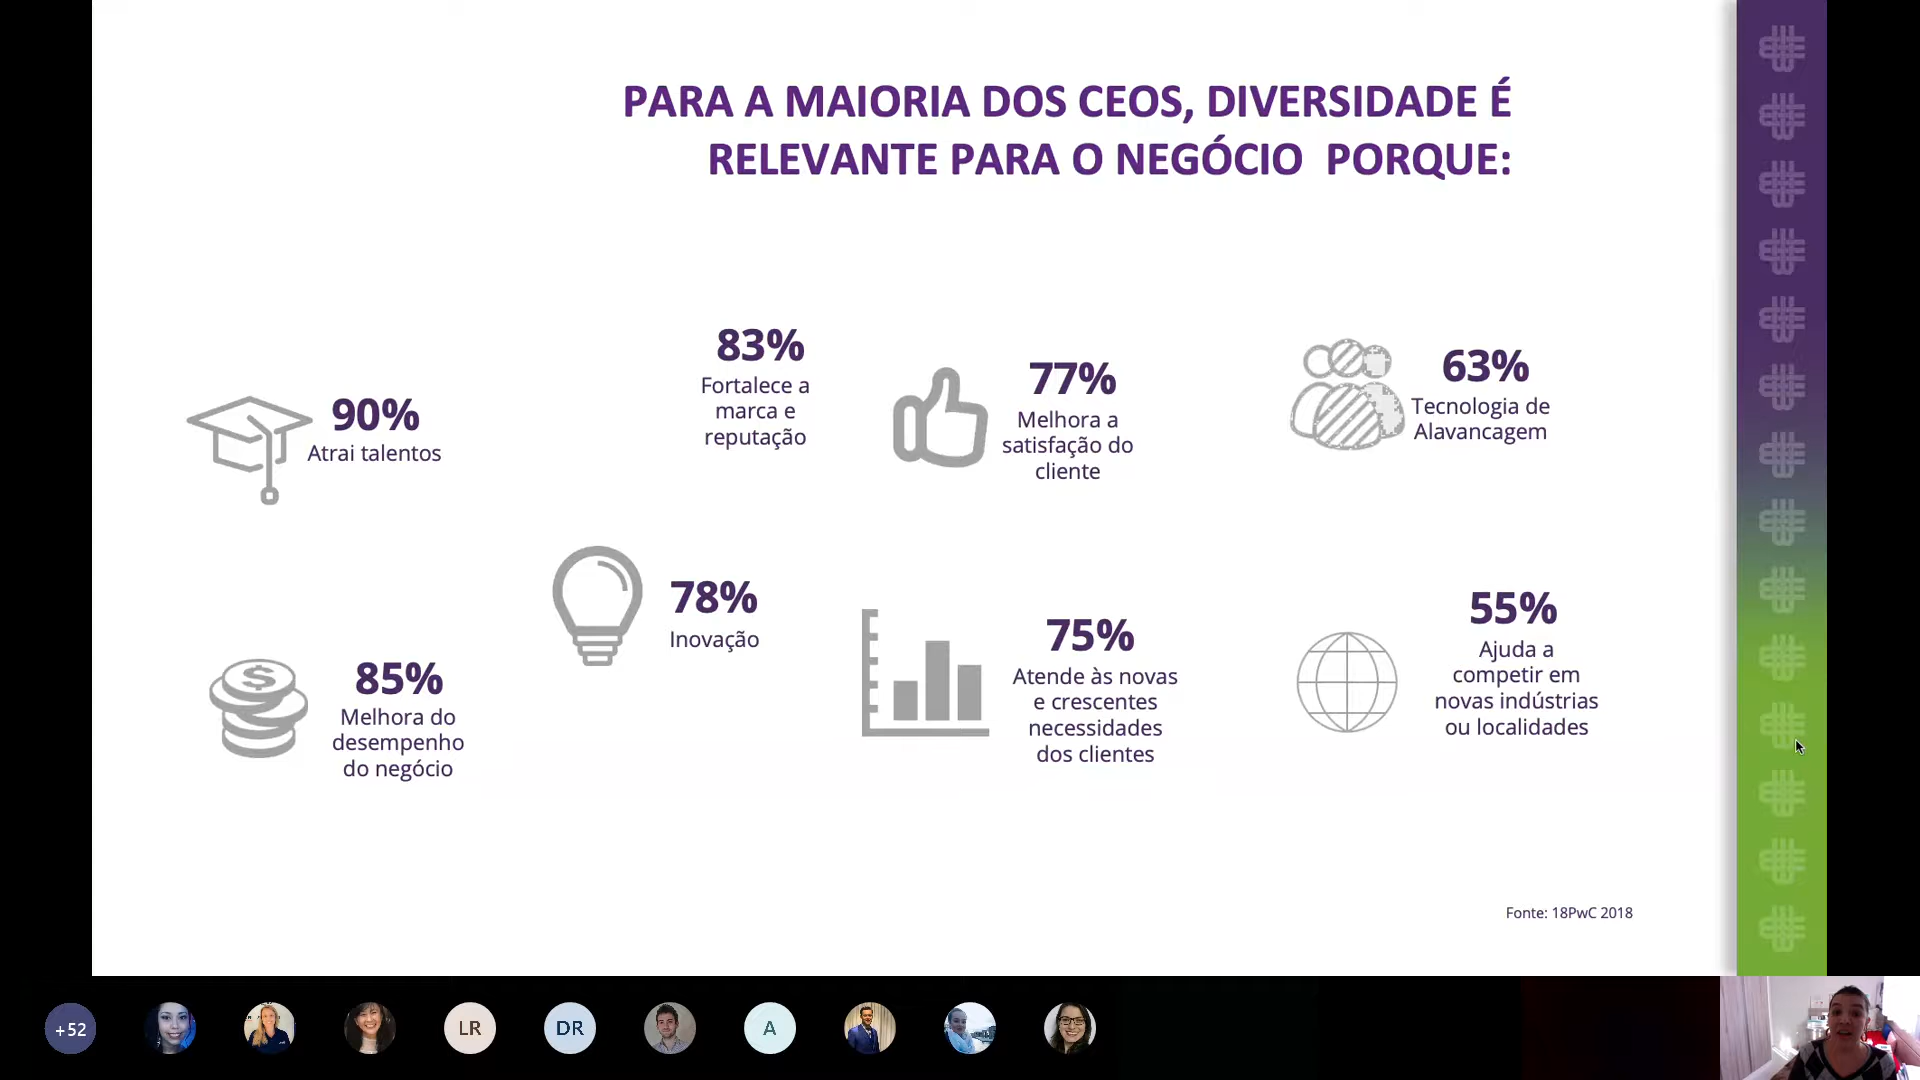 PARA A MAIORIA DOS CEOS, DIVERSIDADE É
RELEVANTE PARA O NEGÓCIO PORQUE:
90%
Atrai talentos
83%
Fortalece a
marca e
reputação
77%
Melhora a
satisfação do
cliente
63%
Tecnologia de
Alavancagem
85%
Melhora do
desempenho
do negócio
78%
Inovação
75%
Atende às novas
e crescentes
necessidades
dos clientes
55%
Ajuda a
competir em
novas indústrias
ou localidades
Fonte: 18PwC 2018
+52
LR
DR
A